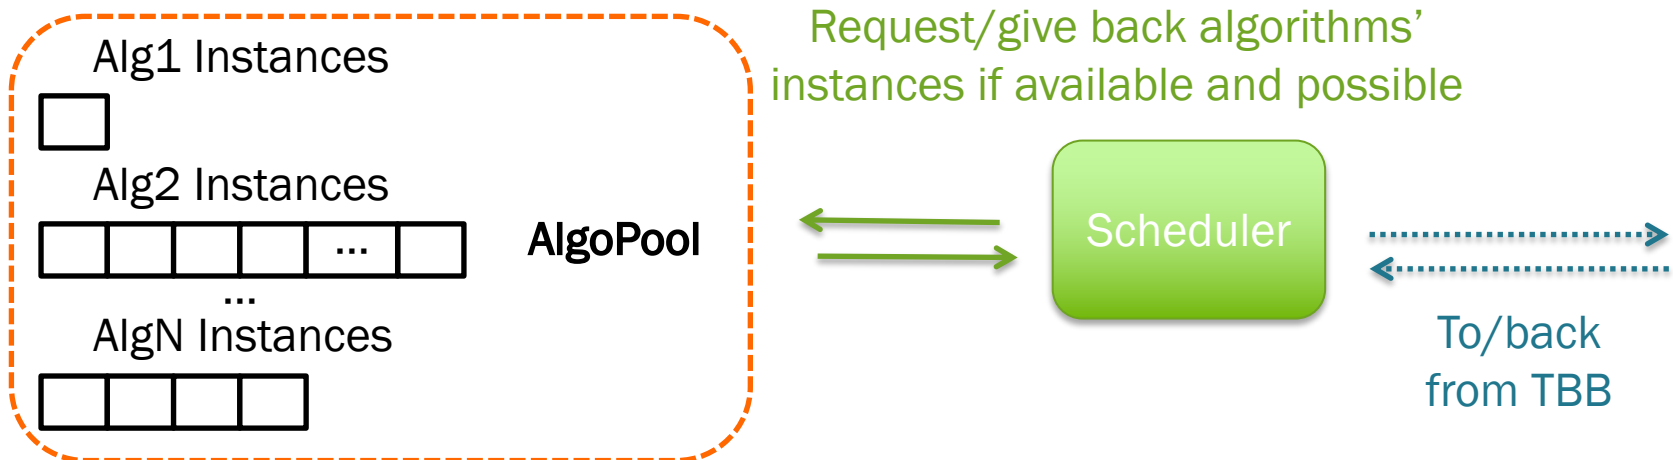 Alg1 Instances
Alg2 Instances
...
...
AlgN Instances
AlgoPool
Request/give back algorithms’
instances if available and possible
Scheduler
To/back
from TBB